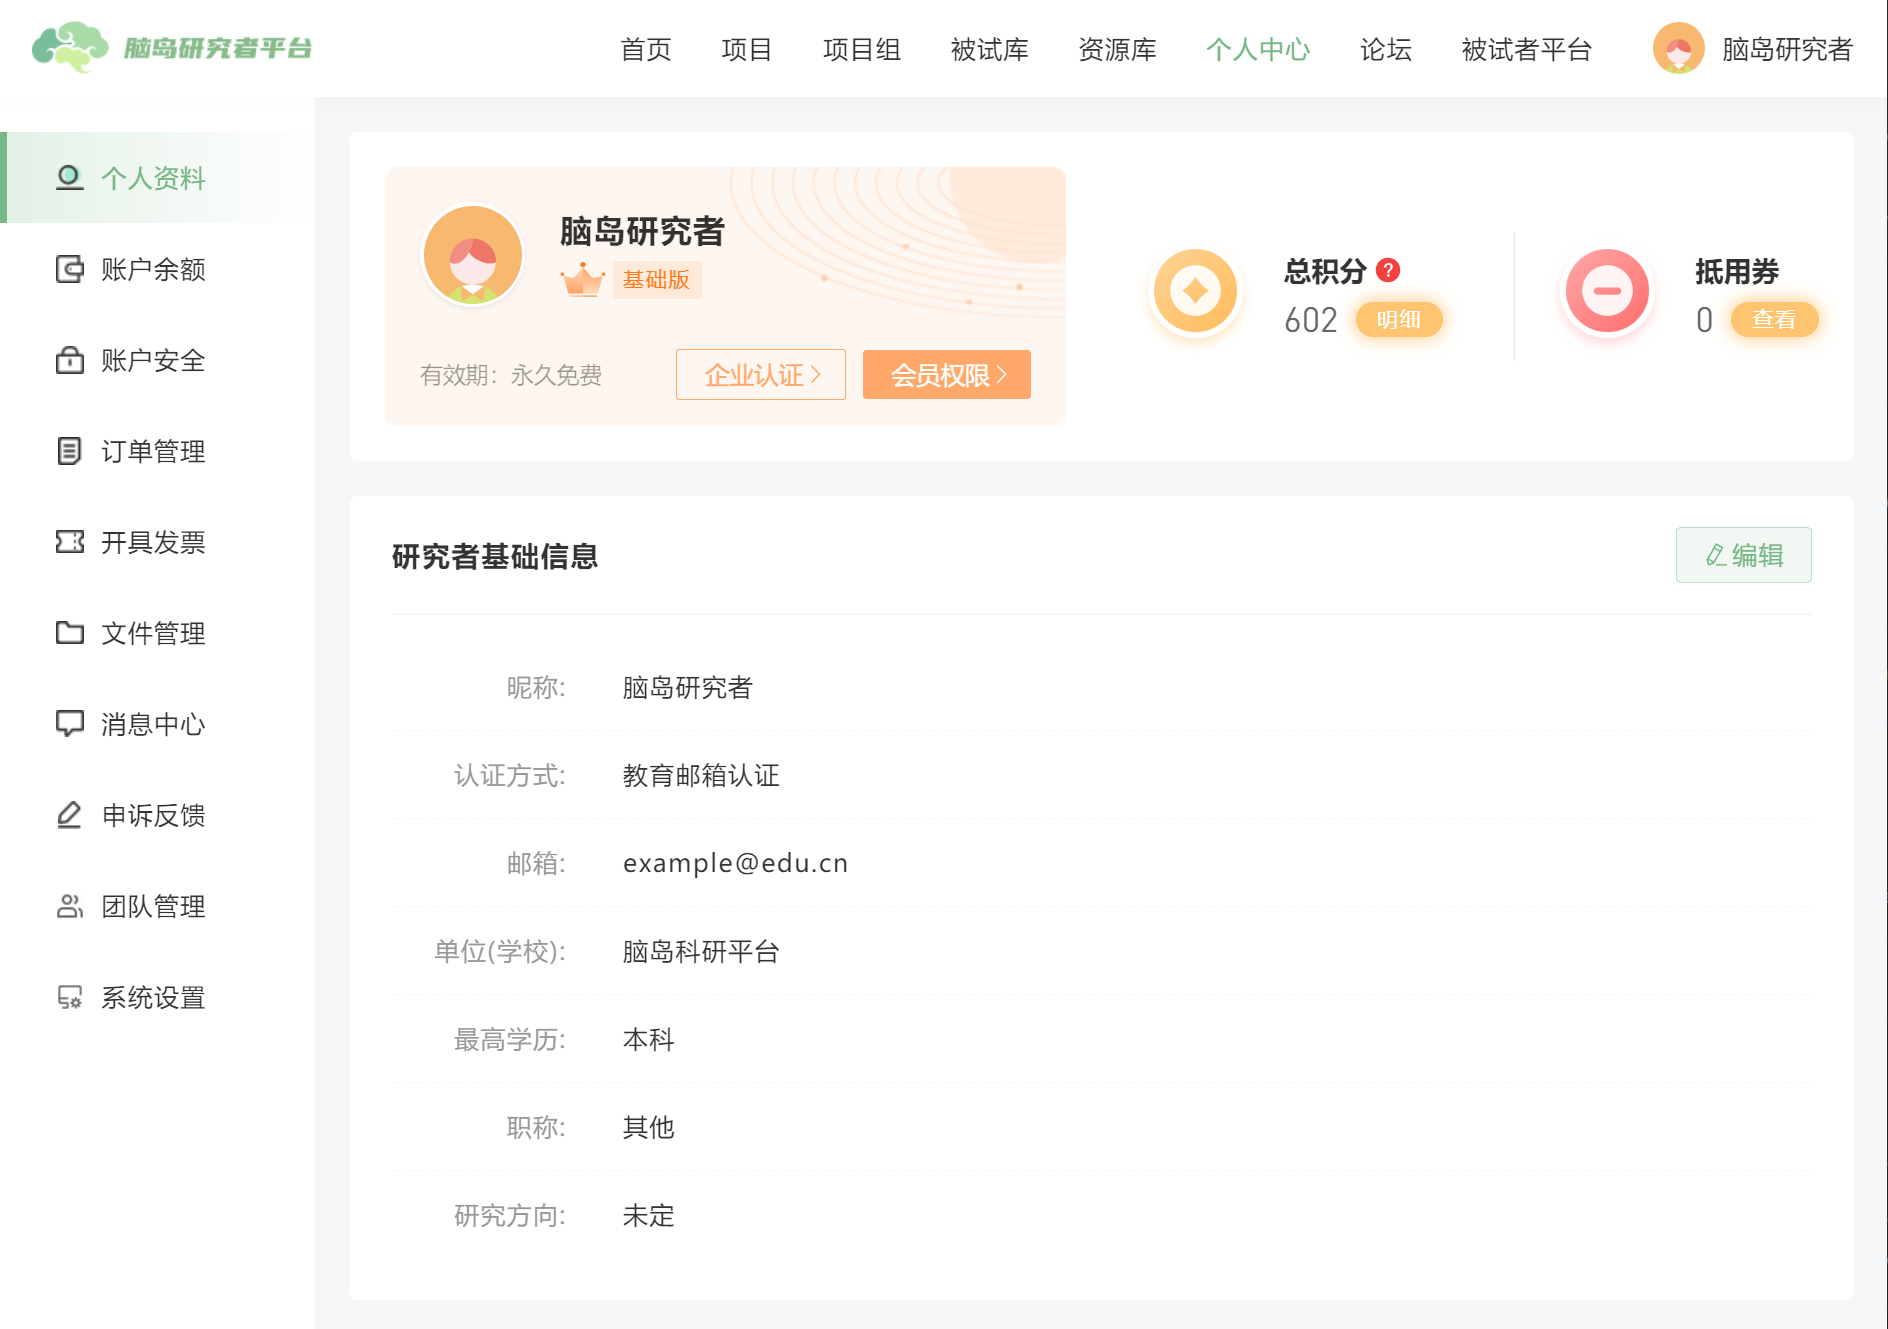 脑岛研究者平台
首页 项目 项目组 被试库 资源库 个人中心 论坛 被试者平台 脑岛研究者
个人资料
账户余额
账户安全
订单管理
开具发票
文件管理
消息中心
申诉反馈
团队管理
系统设置
脑岛研究者
基础版
有效期：永久免费
企业认证
会员权限
总积分 ?
602 明细
抵用券
0 查看
研究者基础信息
编辑
昵称: 脑岛研究者
认证方式: 教育邮箱认证
邮箱: example@edu.cn
单位(学校): 脑岛科研平台
最高学历: 本科
职称: 其他
研究方向: 未定